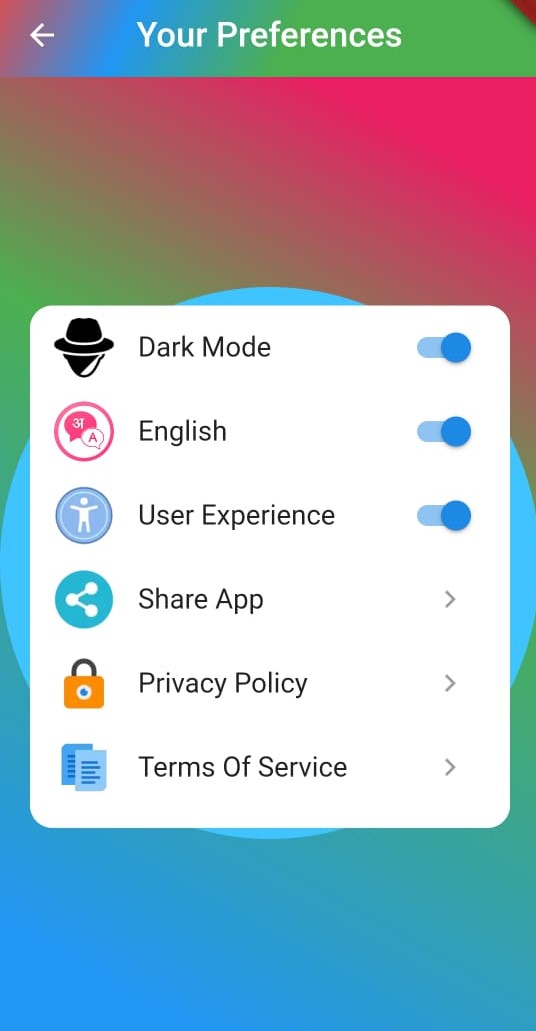 Your Preferences
Dark Mode
अ
A
English
User Experience
Share App
Privacy Policy
Terms Of Service